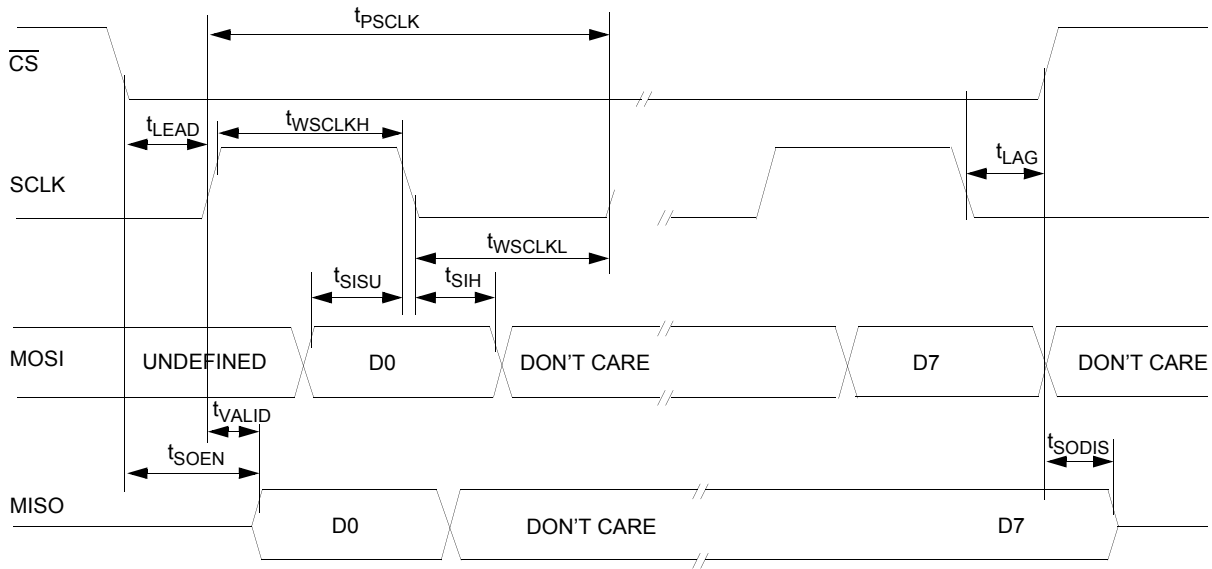 tPSCLK
CS
tLEAD
tWSCLKH
tLAG
SCLK
tWSCLKL
tSISU
tSIH
MOSI
UNDEFINED
D0
DON'T CARE
D7
DON'T CARE
tVALID
tSOEN
tSODIS
MISO
D0
DON'T CARE
D7